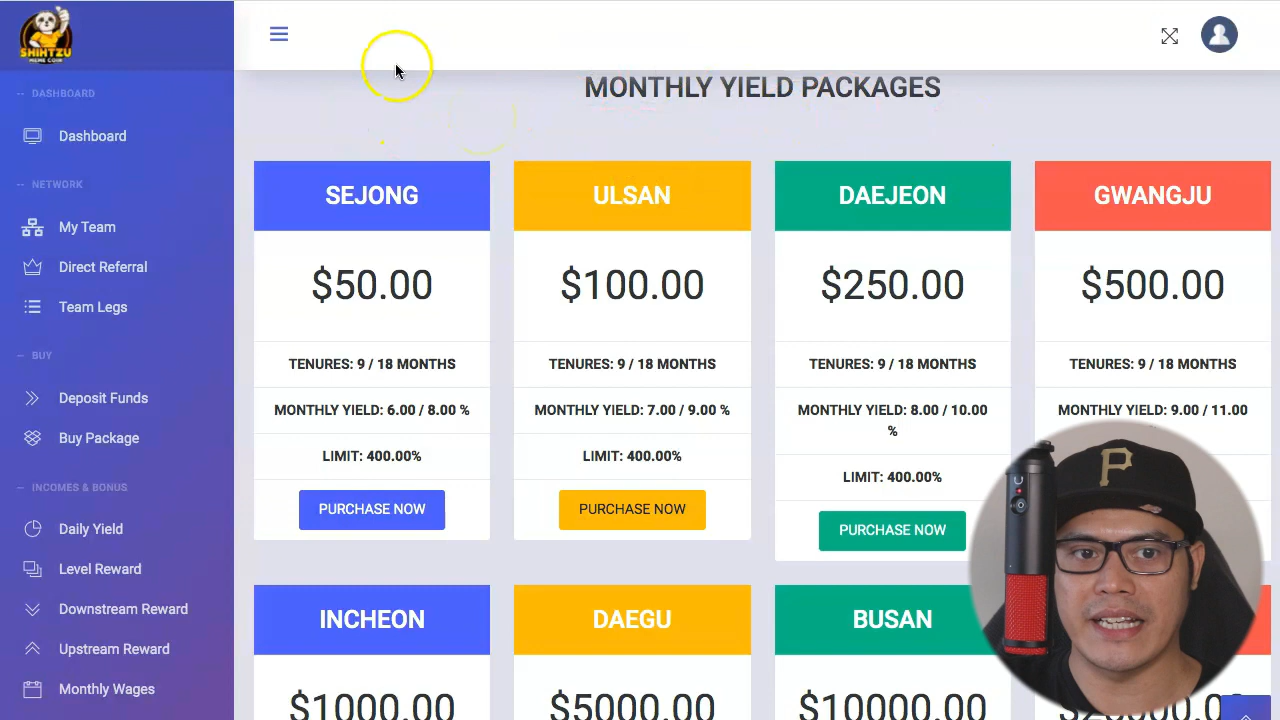 SHIHTZU
MEME COIN
DASHBOARD
Dashboard
NETWORK
My Team
Direct Referral
Team Legs
BUY
Deposit Funds
Buy Package
INCOMES & BONUS
Daily Yield
Level Reward
Downstream Reward
Upstream Reward
Monthly Wages
MONTHLY YIELD PACKAGES
SEJONG
$50.00
TENURES: 9 / 18 MONTHS
MONTHLY YIELD: 6.00 / 8.00 %
LIMIT: 400.00%
PURCHASE NOW
ULSAN
$100.00
TENURES: 9 / 18 MONTHS
MONTHLY YIELD: 7.00 / 9.00 %
LIMIT: 400.00%
PURCHASE NOW
DAEJEON
$250.00
TENURES: 9 / 18 MONTHS
MONTHLY YIELD: 8.00 / 10.00
%
LIMIT: 400.00%
PURCHASE NOW
GWANGJU
$500.00
TENURES: 9 / 18 MONTHS
MONTHLY YIELD: 9.00 / 11.00
P
INCHEON
$1000.00
DAEGU
$5000.00
BUSAN
$10000.00